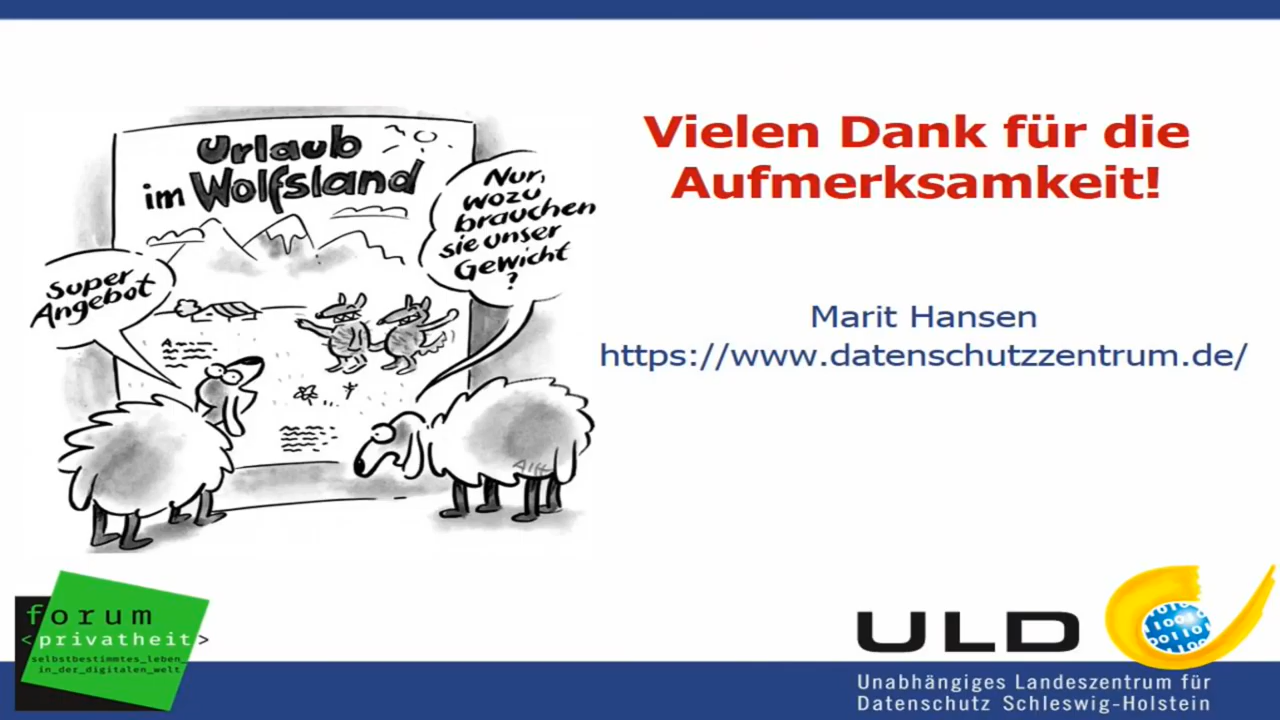 Urlaub
im Wolfsland
Nur,
wozu
brauchen
sie unser
Gewicht
?
Super
Angebot
Vielen Dank für die
Aufmerksamkeit!
Marit Hansen
https://www.datenschutzzentrum.de/
forum
<privatheit>
selbstbestimmtes_leben_
in_der_digitalen_welt
ULD
Unabhängiges Landeszentrum für
Datenschutz Schleswig-Holstein